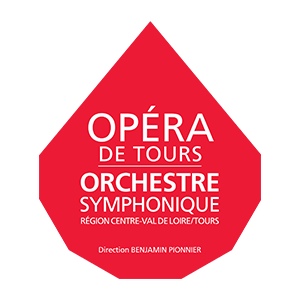 OPÉRA
DE TOURS
ORCHESTRE
SYMPHONIQUE
RÉGION CENTRE-VAL DE LOIRE/TOURS
Direction BENJAMIN PIONNIER